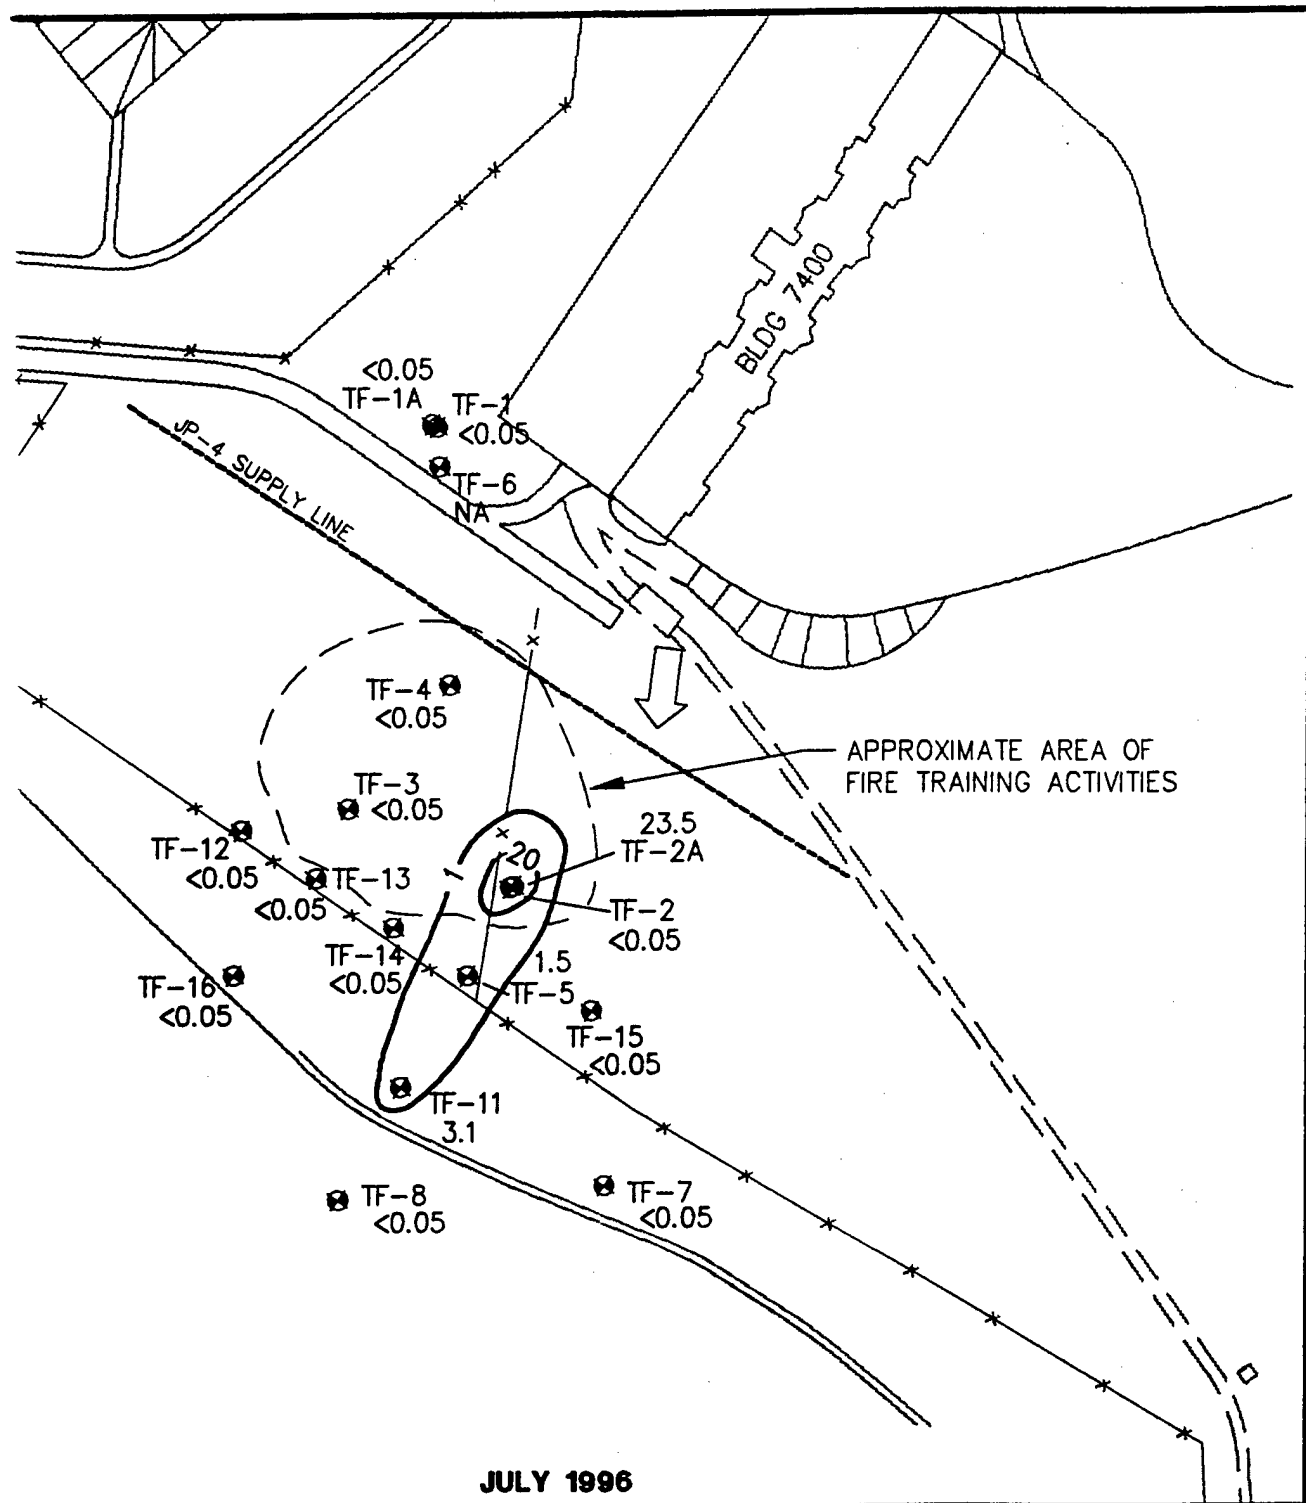 BLDG 7400
<0.05
TF-1A
TF-1
<0.05
TF-6
NA
JP-4 SUPPLY LINE
TF-4
<0.05
APPROXIMATE AREA OF
FIRE TRAINING ACTIVITIES
TF-3
<0.05
23.5
TF-2A
20
1
TF-12
<0.05
TF-13
<0.05
TF-2
<0.05
TF-14
<0.05
1.5
TF-5
TF-16
<0.05
TF-15
<0.05
TF-11
3.1
TF-8
<0.05
TF-7
<0.05
JULY 1996